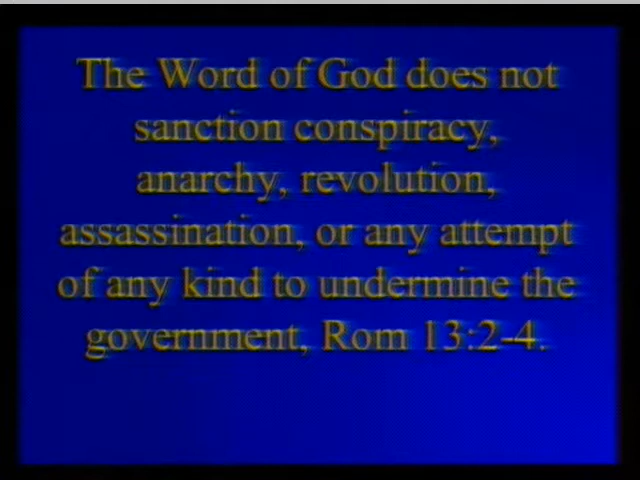 The Word of God does not
sanction conspiracy,
anarchy, revolution,
assassination, or any attempt
of any kind to undermine the
government, Rom 13:2-4.